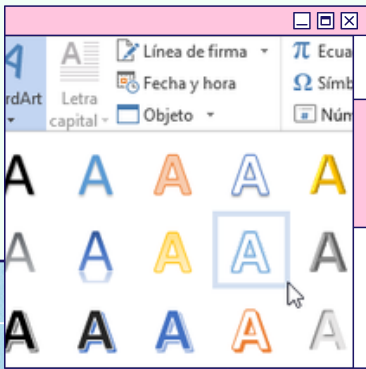 Línea de firma
π Ecua
rdArt
Letra
capital
Fecha y hora
Ω Símb
Objeto
Núm
A A A A A
A A A A A
A A A A A